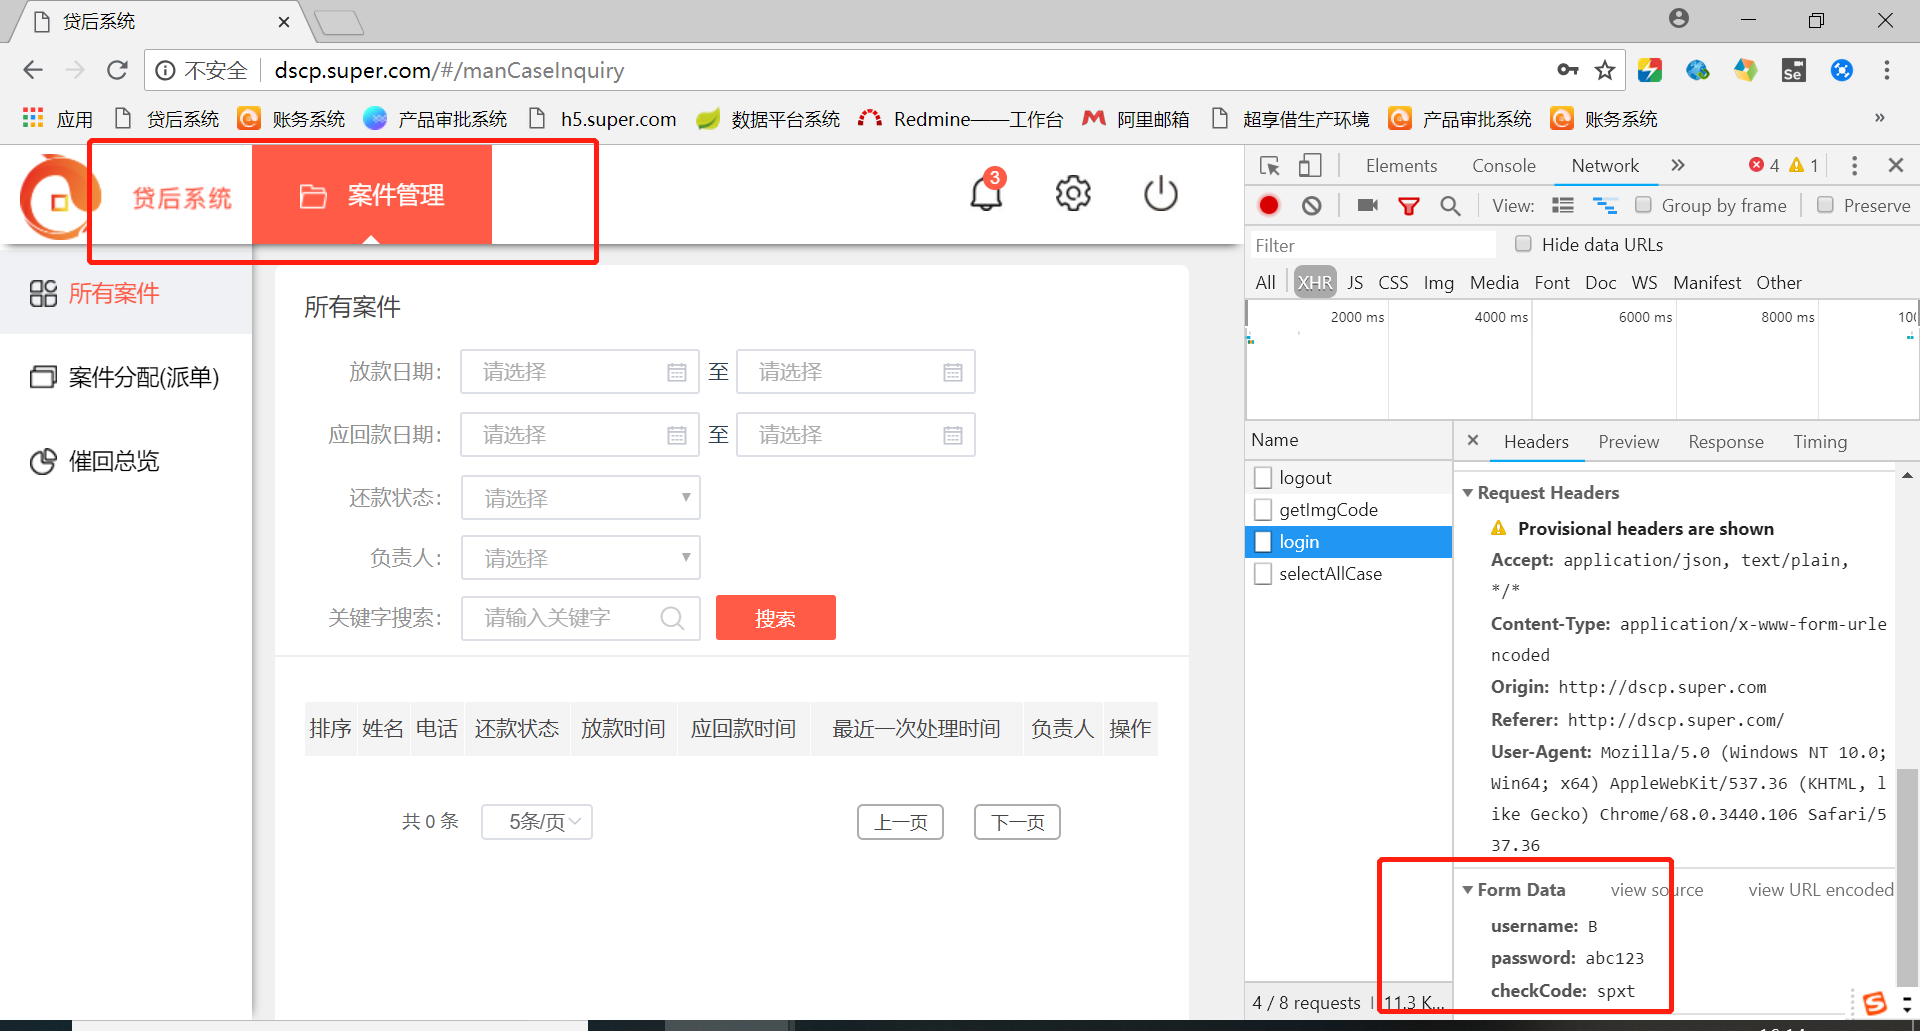 贷后系统
不安全
dscp.super.com/#/manCaseInquiry
Se
应用 贷后系统 账务系统 产品审批系统 h5.super.com 数据平台系统 Redmine——工作台 阿里邮箱 超享借生产环境 产品审批系统 账务系统 »
贷后系统
案件管理
3
所有案件
案件分配(派单)
催回总览
所有案件
放款日期: 请选择 至 请选择
应回款日期: 请选择 至 请选择
还款状态: 请选择
负责人: 请选择
关键字搜索: 请输入关键字 搜索
排序 姓名 电话 还款状态 放款时间 应回款时间 最近一次处理时间 负责人 操作
共 0 条 5条/页 上一页 下一页
Elements Console Network » 4 1
View: Group by frame Preserve
Filter Hide data URLs
All XHR JS CSS Img Media Font Doc WS Manifest Other
2000 ms 4000 ms 6000 ms 8000 ms
Name
logout
getImgCode
login
selectAllCase
4 / 8 requests | 11.3 K...
Headers Preview Response Timing
Request Headers
Provisional headers are shown
Accept: application/json, text/plain,
*/*
Content-Type: application/x-www-form-urle
ncoded
Origin: http://dscp.super.com
Referer: http://dscp.super.com/
User-Agent: Mozilla/5.0 (Windows NT 10.0;
Win64; x64) AppleWebKit/537.36 (KHTML, l
ike Gecko) Chrome/68.0.3440.106 Safari/5
37.36
Form Data view source view URL encoded
username: B
password: abc123
checkCode: spxt